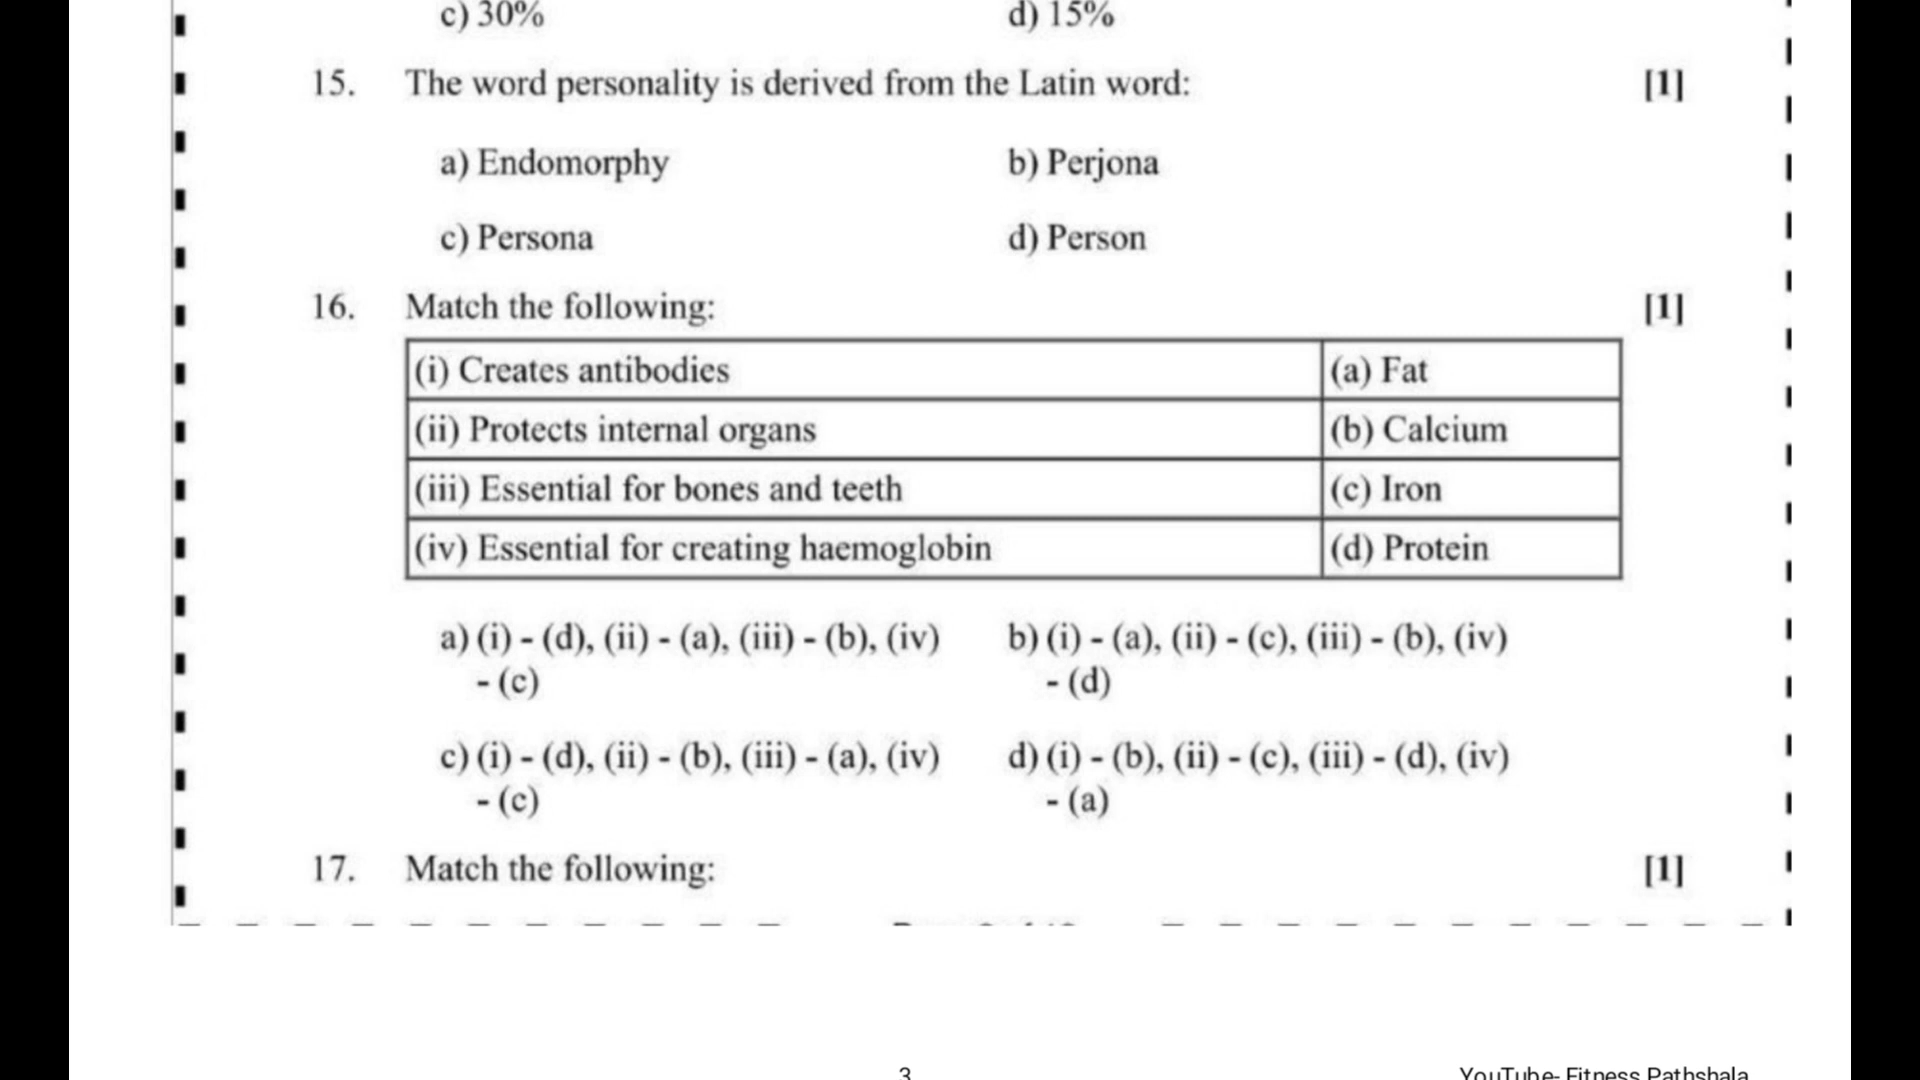 c) 30% d) 15%
15. The word personality is derived from the Latin word: [1]
a) Endomorphy b) Perjona
c) Persona d) Person
16. Match the following: [1]
(i) Creates antibodies (a) Fat
(ii) Protects internal organs (b) Calcium
(iii) Essential for bones and teeth (c) Iron
(iv) Essential for creating haemoglobin (d) Protein
a) (i) - (d), (ii) - (a), (iii) - (b), (iv) b) (i) - (a), (ii) - (c), (iii) - (b), (iv)
- (c) - (d)
c) (i) - (d), (ii) - (b), (iii) - (a), (iv) d) (i) - (b), (ii) - (c), (iii) - (d), (iv)
- (c) - (a)
17. Match the following: [1]
3 YouTube- Fitness Pathshala